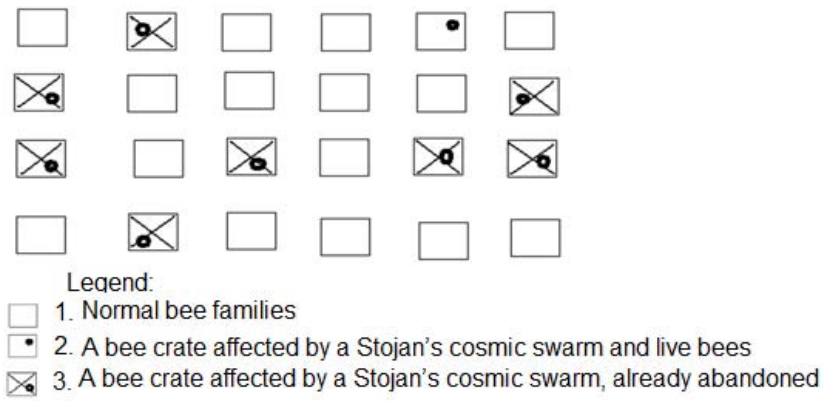 Legend:
1. Normal bee families
2. A bee crate affected by a Stojan’s cosmic swarm and live bees
3. A bee crate affected by a Stojan’s cosmic swarm, already abandoned